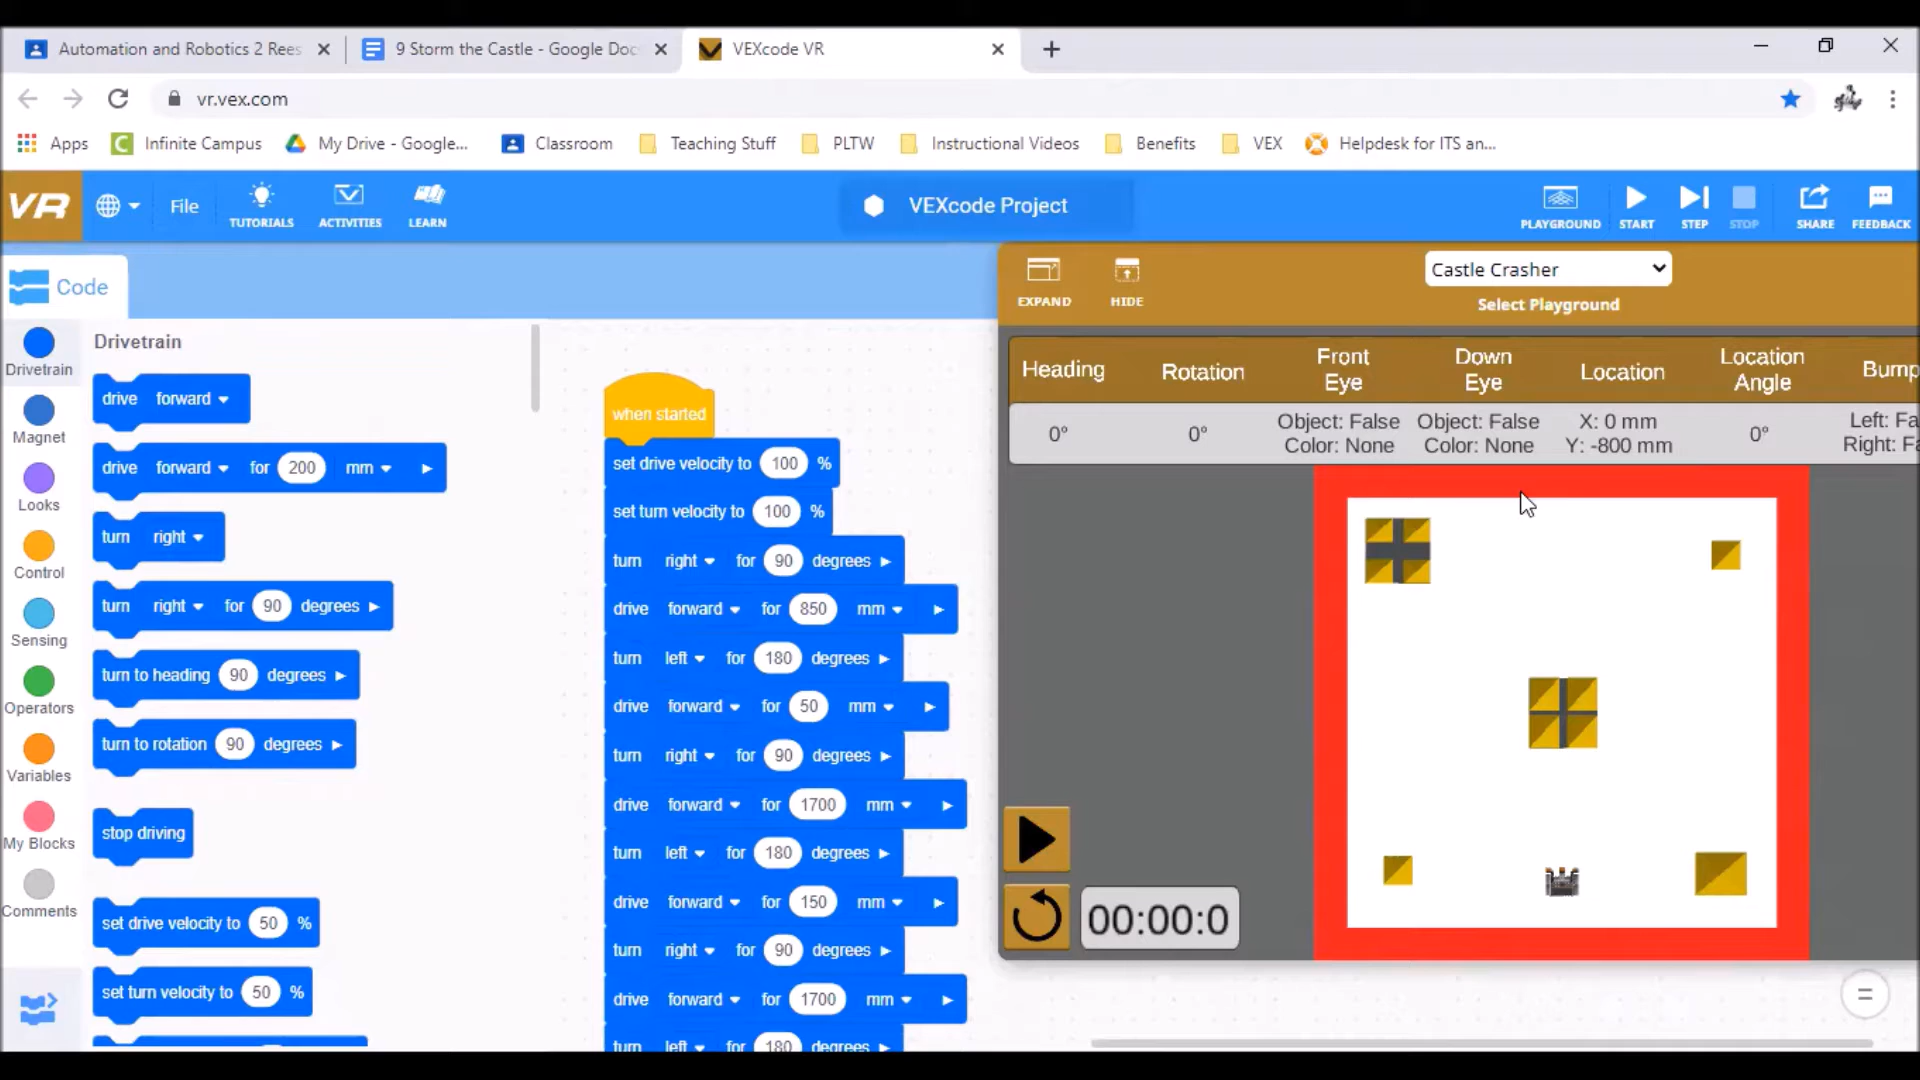 Automation and Robotics 2 Rees
9 Storm the Castle - Google Doc
VEXcode VR
vr.vex.com
Apps
Infinite Campus
My Drive - Google...
Classroom
Teaching Stuff
PLTW
Instructional Videos
Benefits
VEX
Helpdesk for ITS an...
VR
File
TUTORIALS
ACTIVITIES
LEARN
VEXcode Project
PLAYGROUND
START
STEP
STOP
SHARE
FEEDBACK
Code
EXPAND
HIDE
Castle Crasher
Select Playground
Drivetrain
Magnet
Looks
Control
Sensing
Operators
Variables
My Blocks
Comments
Drivetrain
drive forward
drive forward for 200 mm
turn right
turn right for 90 degrees
turn to heading 90 degrees
turn to rotation 90 degrees
stop driving
set drive velocity to 50 %
set turn velocity to 50 %
when started
set drive velocity to 100 %
set turn velocity to 100 %
turn right for 90 degrees
drive forward for 850 mm
turn left for 180 degrees
drive forward for 50 mm
turn right for 90 degrees
drive forward for 1700 mm
turn left for 180 degrees
drive forward for 150 mm
turn right for 90 degrees
drive forward for 1700 mm
turn left for 180 degrees
Heading
Rotation
Front Eye
Down Eye
Location
Location Angle
Bump
0°
0°
Object: False
Color: None
Object: False
Color: None
X: 0 mm
Y: -800 mm
0°
Left: Fa
Right: Fa
00:00:0